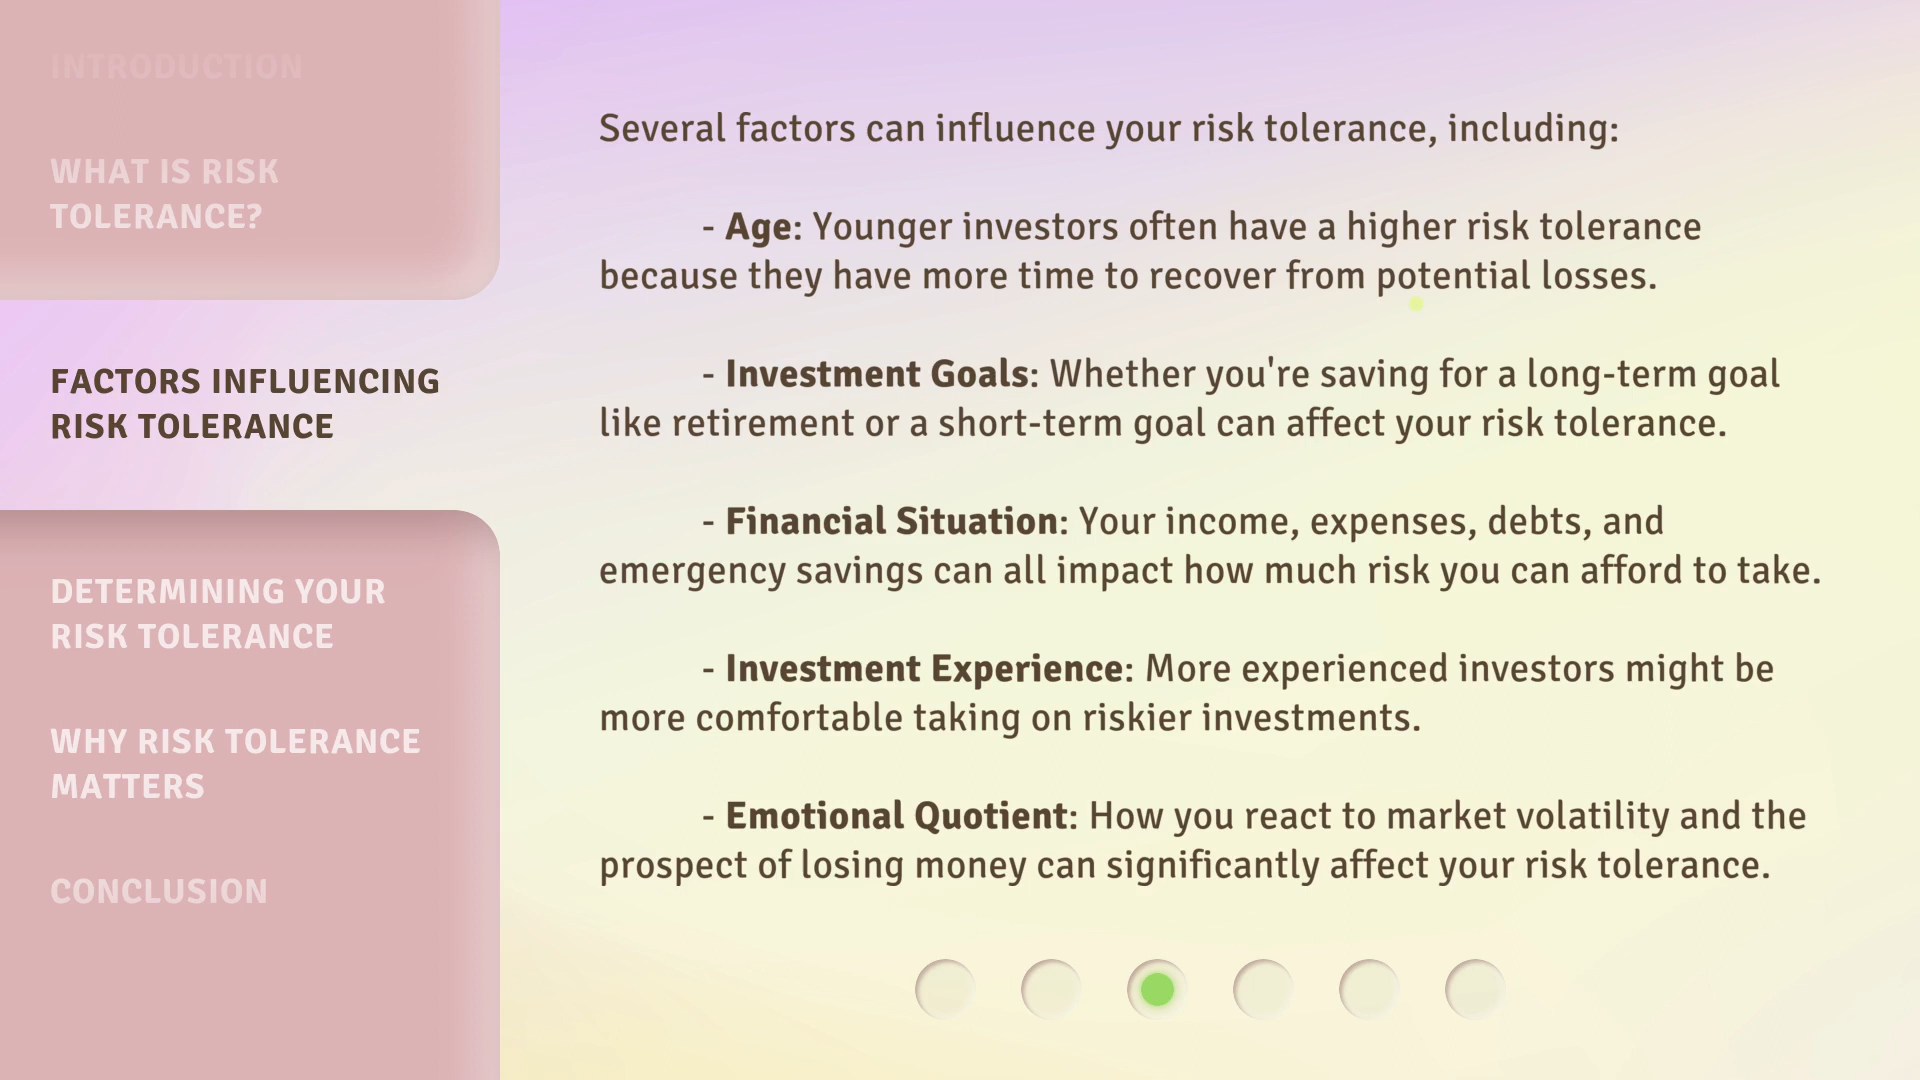 INTRODUCTION
WHAT IS RISK
TOLERANCE?
FACTORS INFLUENCING
RISK TOLERANCE
DETERMINING YOUR
RISK TOLERANCE
WHY RISK TOLERANCE
MATTERS
CONCLUSION
Several factors can influence your risk tolerance, including:
- Age: Younger investors often have a higher risk tolerance
because they have more time to recover from potential losses.
- Investment Goals: Whether you're saving for a long-term goal
like retirement or a short-term goal can affect your risk tolerance.
- Financial Situation: Your income, expenses, debts, and
emergency savings can all impact how much risk you can afford to take.
- Investment Experience: More experienced investors might be
more comfortable taking on riskier investments.
- Emotional Quotient: How you react to market volatility and the
prospect of losing money can significantly affect your risk tolerance.